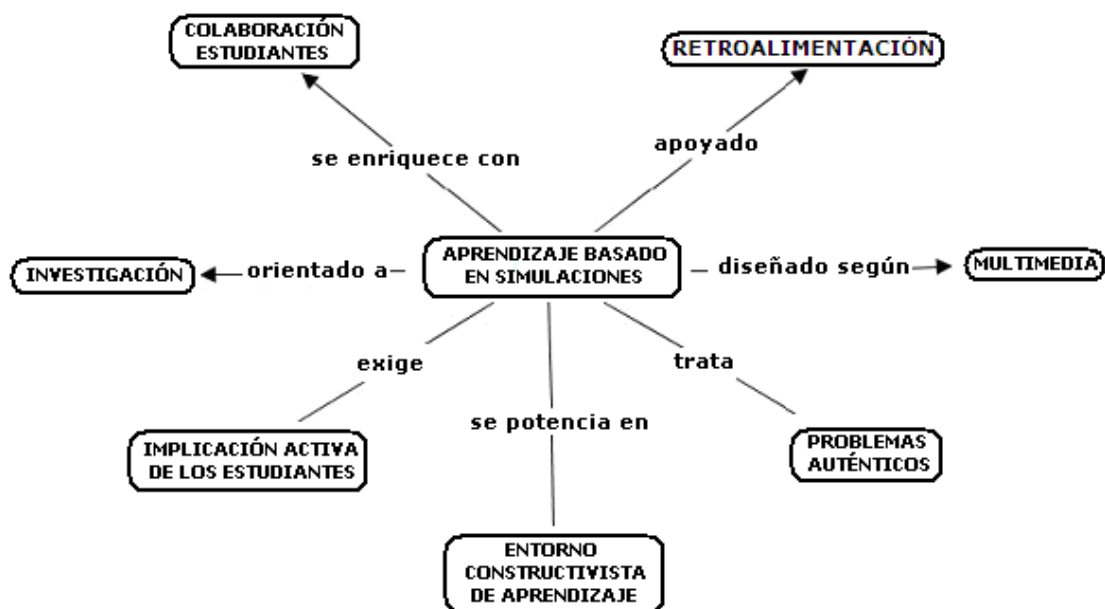 COLABORACIÓN
ESTUDIANTES
RETROALIMENTACIÓN
se enriquece con
apoyado
INVESTIGACIÓN
orientado a
APRENDIZAJE BASADO
EN SIMULACIONES
diseñado según
MULTIMEDIA
exige
trata
se potencia en
IMPLICACIÓN ACTIVA
DE LOS ESTUDIANTES
PROBLEMAS
AUTÉNTICOS
ENTORNO
CONSTRUCTIVISTA
DE APRENDIZAJE